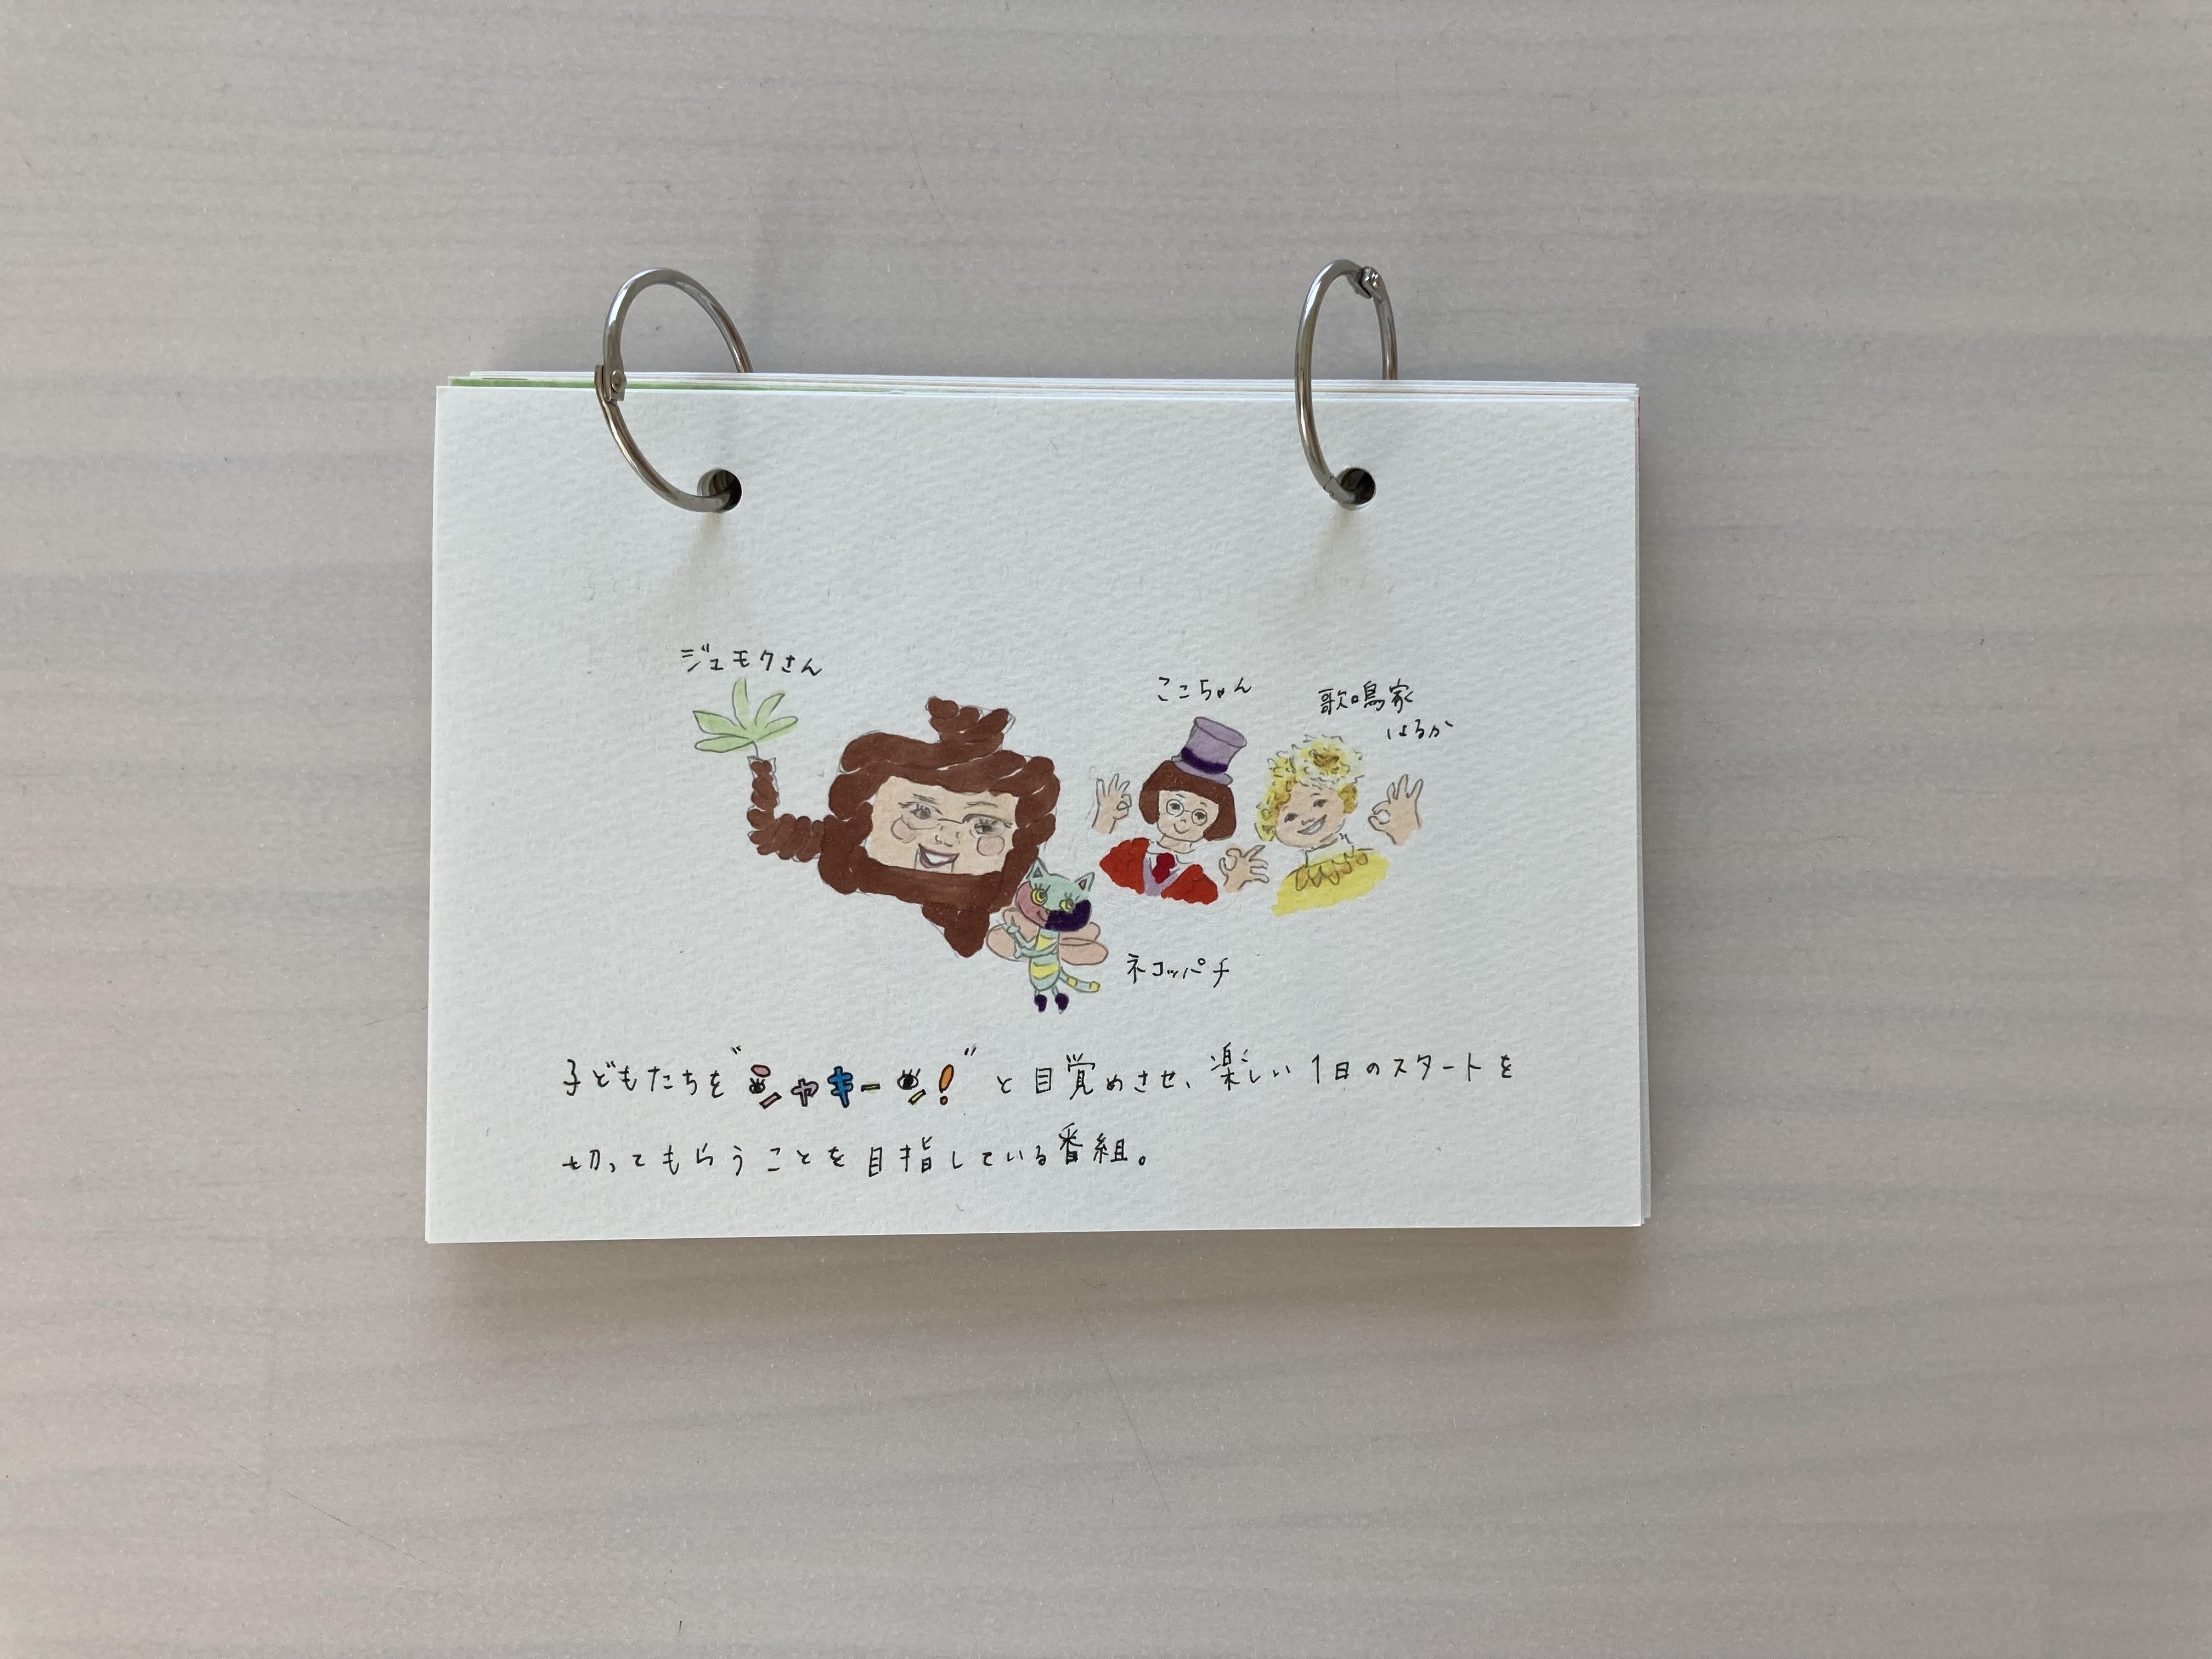 ジュモクさん
ここちゃん
歌鳴家
はるか
ネコッパチ
子どもたちを"シャキーン!"と目覚めさせ、楽しい1日のスタートを
切ってもらうことを目指している番組。